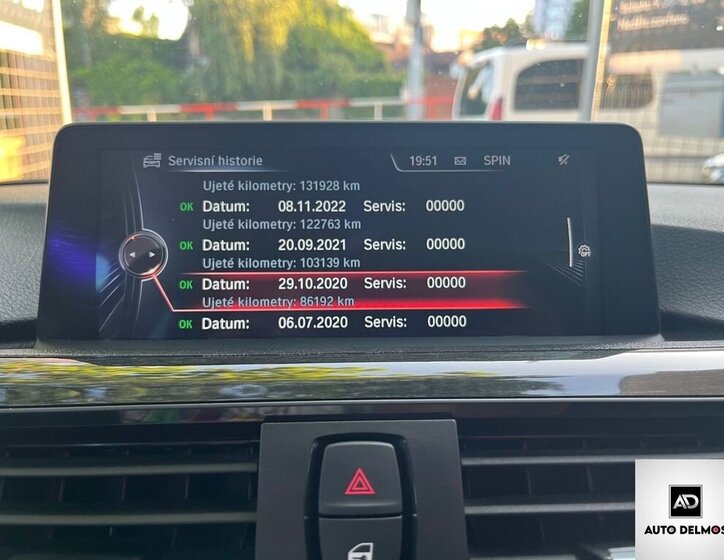 Servisní historie 19:51 SPIN
Ujeté kilometry: 131928 km
OK Datum: 08.11.2022 Servis: 00000
Ujeté kilometry: 122763 km
OK Datum: 20.09.2021 Servis: 00000
Ujeté kilometry: 103139 km
OK Datum: 29.10.2020 Servis: 00000
Ujeté kilometry: 86192 km
OK Datum: 06.07.2020 Servis: 00000
OPT
AD
AUTO DELMOS